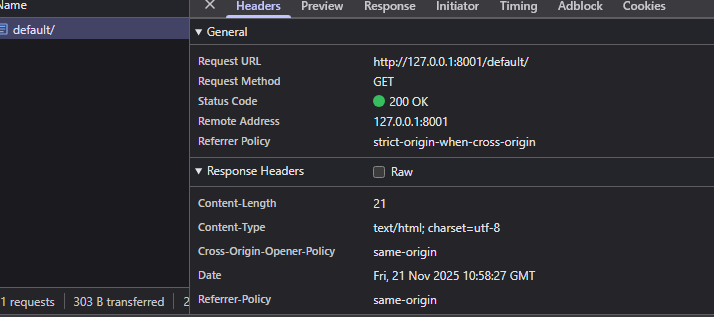 Name
Headers Preview Response Initiator Timing Adblock Cookies
default/
General
Request URL http://127.0.0.1:8001/default/
Request Method GET
Status Code 200 OK
Remote Address 127.0.0.1:8001
Referrer Policy strict-origin-when-cross-origin
Response Headers Raw
Content-Length 21
Content-Type text/html; charset=utf-8
Cross-Origin-Opener-Policy same-origin
Date Fri, 21 Nov 2025 10:58:27 GMT
Referrer-Policy same-origin
1 requests 303 B transferred 2